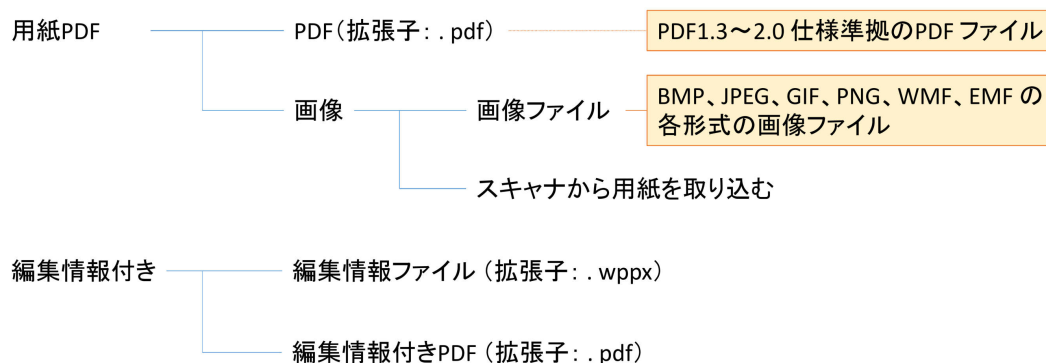 用紙PDF
PDF（拡張子：.pdf）
PDF1.3～2.0 仕様準拠のPDF ファイル
画像
画像ファイル
BMP、JPEG、GIF、PNG、WMF、EMF の
各形式の画像ファイル
スキャナから用紙を取り込む
編集情報付き
編集情報ファイル（拡張子：.wppx）
編集情報付きPDF（拡張子：.pdf）